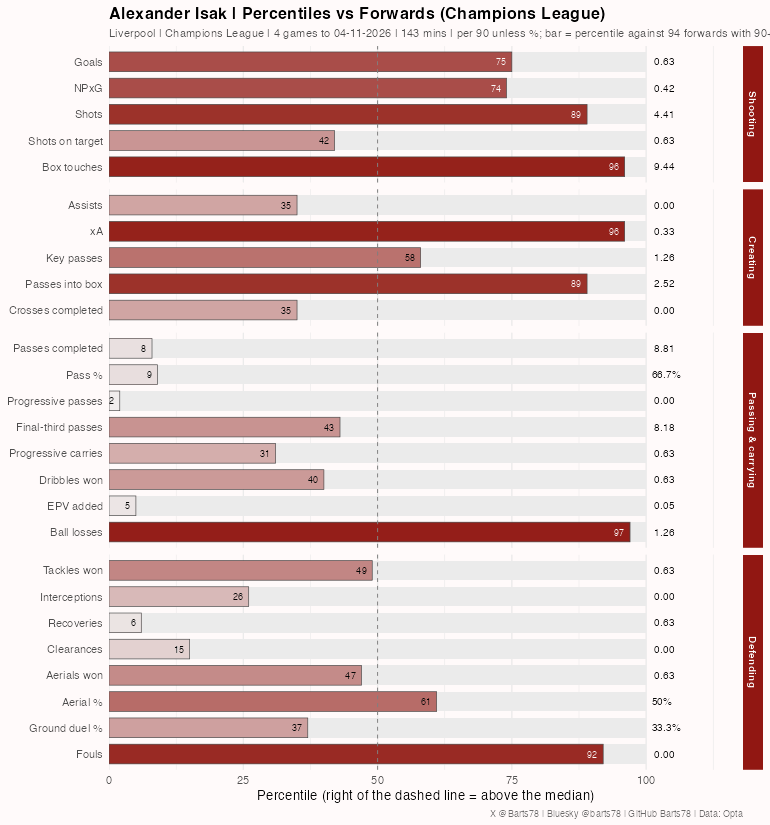 Alexander Isak | Percentiles vs Forwards (Champions League)
Liverpool | Champions League | 4 games to 04-11-2026 | 143 mins | per 90 unless %; bar = percentile against 94 forwards with 90-
Goals 75 0.63
NPxG 74 0.42
Shots 89 4.41
Shots on target 42 0.63
Box touches 96 9.44
Shooting
Assists 35 0.00
xA 96 0.33
Key passes 58 1.26
Passes into box 89 2.52
Crosses completed 35 0.00
Creating
Passes completed 8 8.81
Pass % 9 66.7%
Progressive passes 2 0.00
Final-third passes 43 8.18
Progressive carries 31 0.63
Dribbles won 40 0.63
EPV added 5 0.05
Ball losses 97 1.26
Passing & carrying
Tackles won 49 0.63
Interceptions 26 0.00
Recoveries 6 0.63
Clearances 15 0.00
Aerials won 47 0.63
Aerial % 61 50%
Ground duel % 37 33.3%
Fouls 92 0.00
Defending
0 25 50 75 100
Percentile (right of the dashed line = above the median)
X @Barts78 | Bluesky @barts78 | GitHub Barts78 | Data: Opta